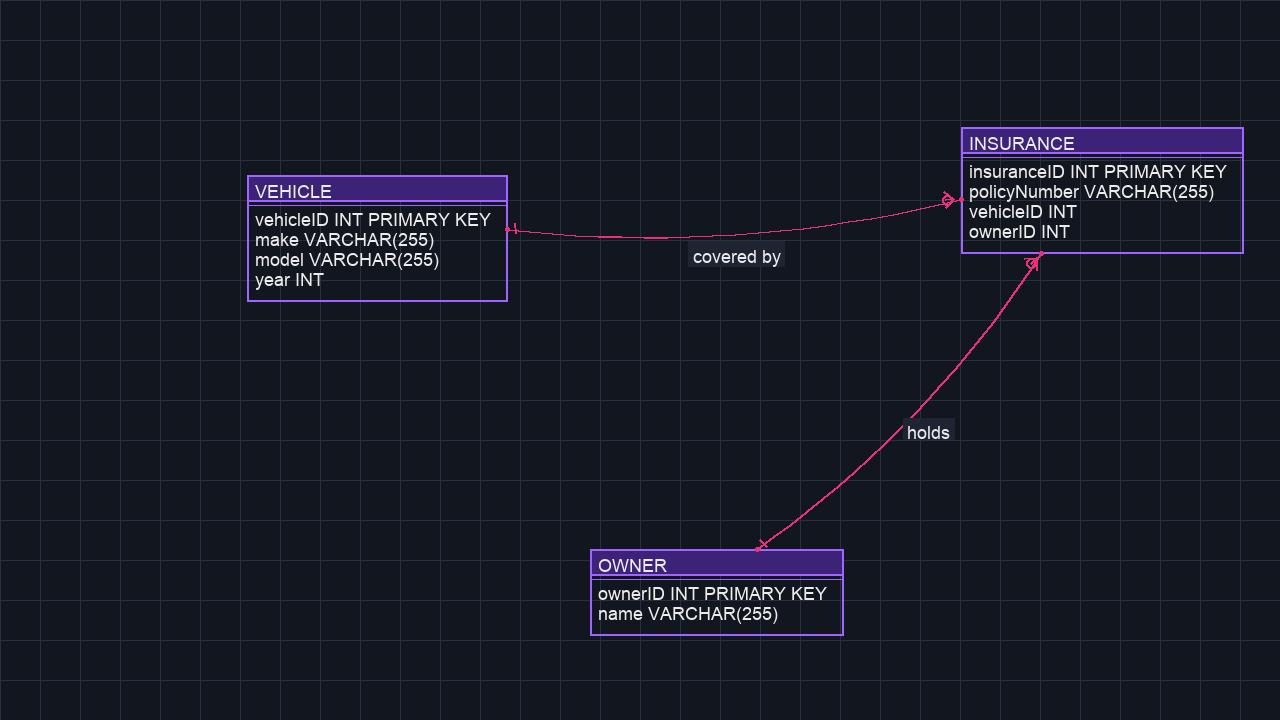 INSURANCE
insuranceID INT PRIMARY KEY
policyNumber VARCHAR(255)
vehicleID INT
ownerID INT
VEHICLE
vehicleID INT PRIMARY KEY
make VARCHAR(255)
model VARCHAR(255)
year INT
covered by
holds
OWNER
ownerID INT PRIMARY KEY
name VARCHAR(255)